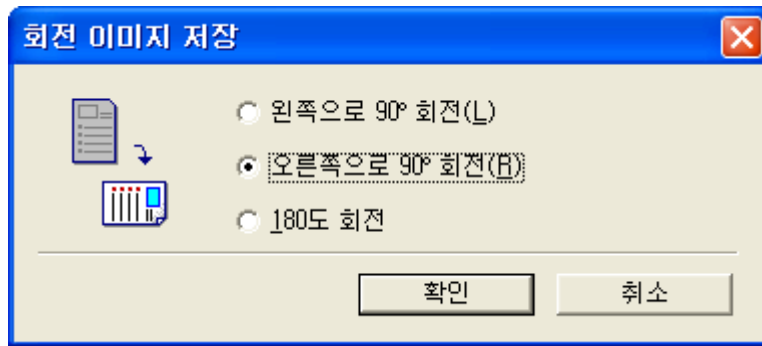 회전 이미지 저장
왼쪽으로 90° 회전(L)
오른쪽으로 90° 회전(R)
180도 회전
확인 취소